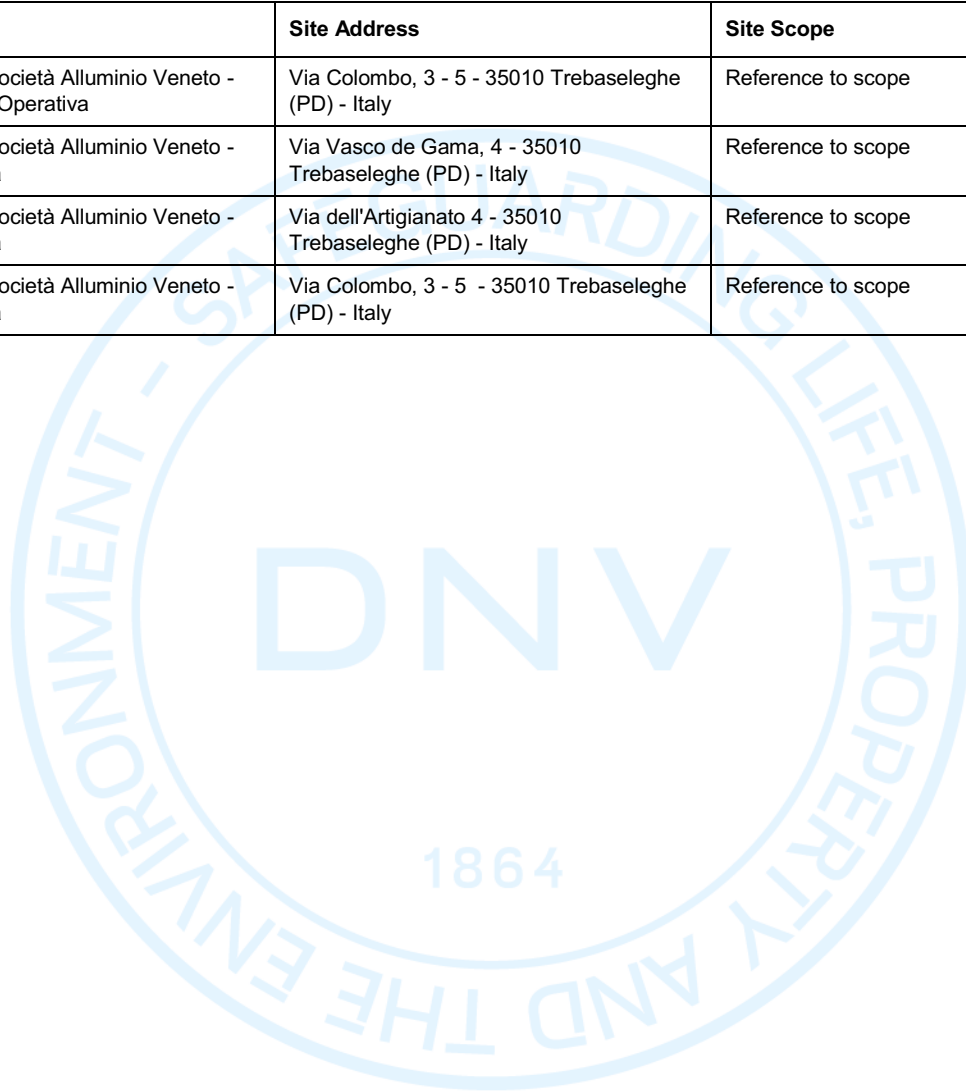 Site Address Site Scope
ocietà Alluminio Veneto - Via Colombo, 3 - 5 - 35010 Trebaseleghe Reference to scope
Operativa (PD) - Italy
ocietà Alluminio Veneto - Via Vasco de Gama, 4 - 35010 Reference to scope
a Trebaseleghe (PD) - Italy
ocietà Alluminio Veneto - Via dell'Artigianato 4 - 35010 Reference to scope
a Trebaseleghe (PD) - Italy
ocietà Alluminio Veneto - Via Colombo, 3 - 5 - 35010 Trebaseleghe Reference to scope
a (PD) - Italy
SAFEGUARDING LIFE, PROPERTY AND THE ENVIRONMENT -
DNV
1864